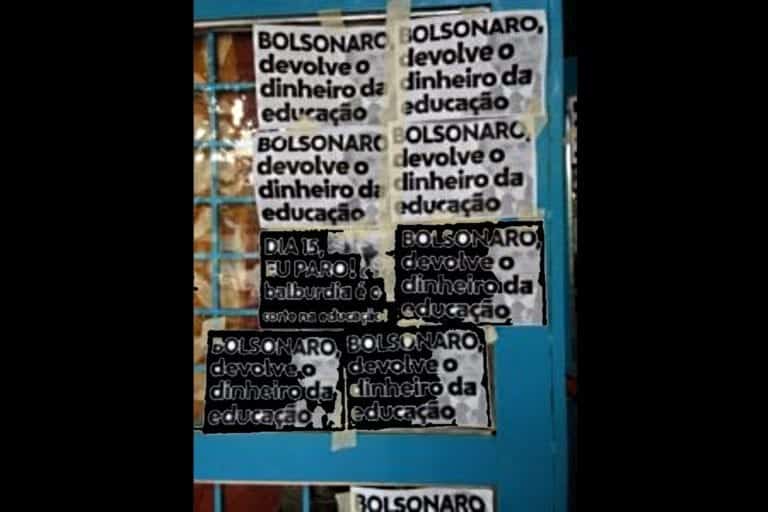 BOLSONARO,
devolve o
dinheiro da
educação
BOLSONARO,
devolve o
dinheiro da
educação
BOLSONARO
devolve o
dinheiro da
educação
BOLSONARO,
devolve o
dinheiro da
educação
DIA 15,
EU PARO!
balburdia é o
corte na educação
BOLSONARO,
devolve o
dinheiro da
educação
BOLSONARO,
devolve o
dinheiro da
educação
BOLSONARO,
devolve o
dinheiro da
educação
BOLSONARO